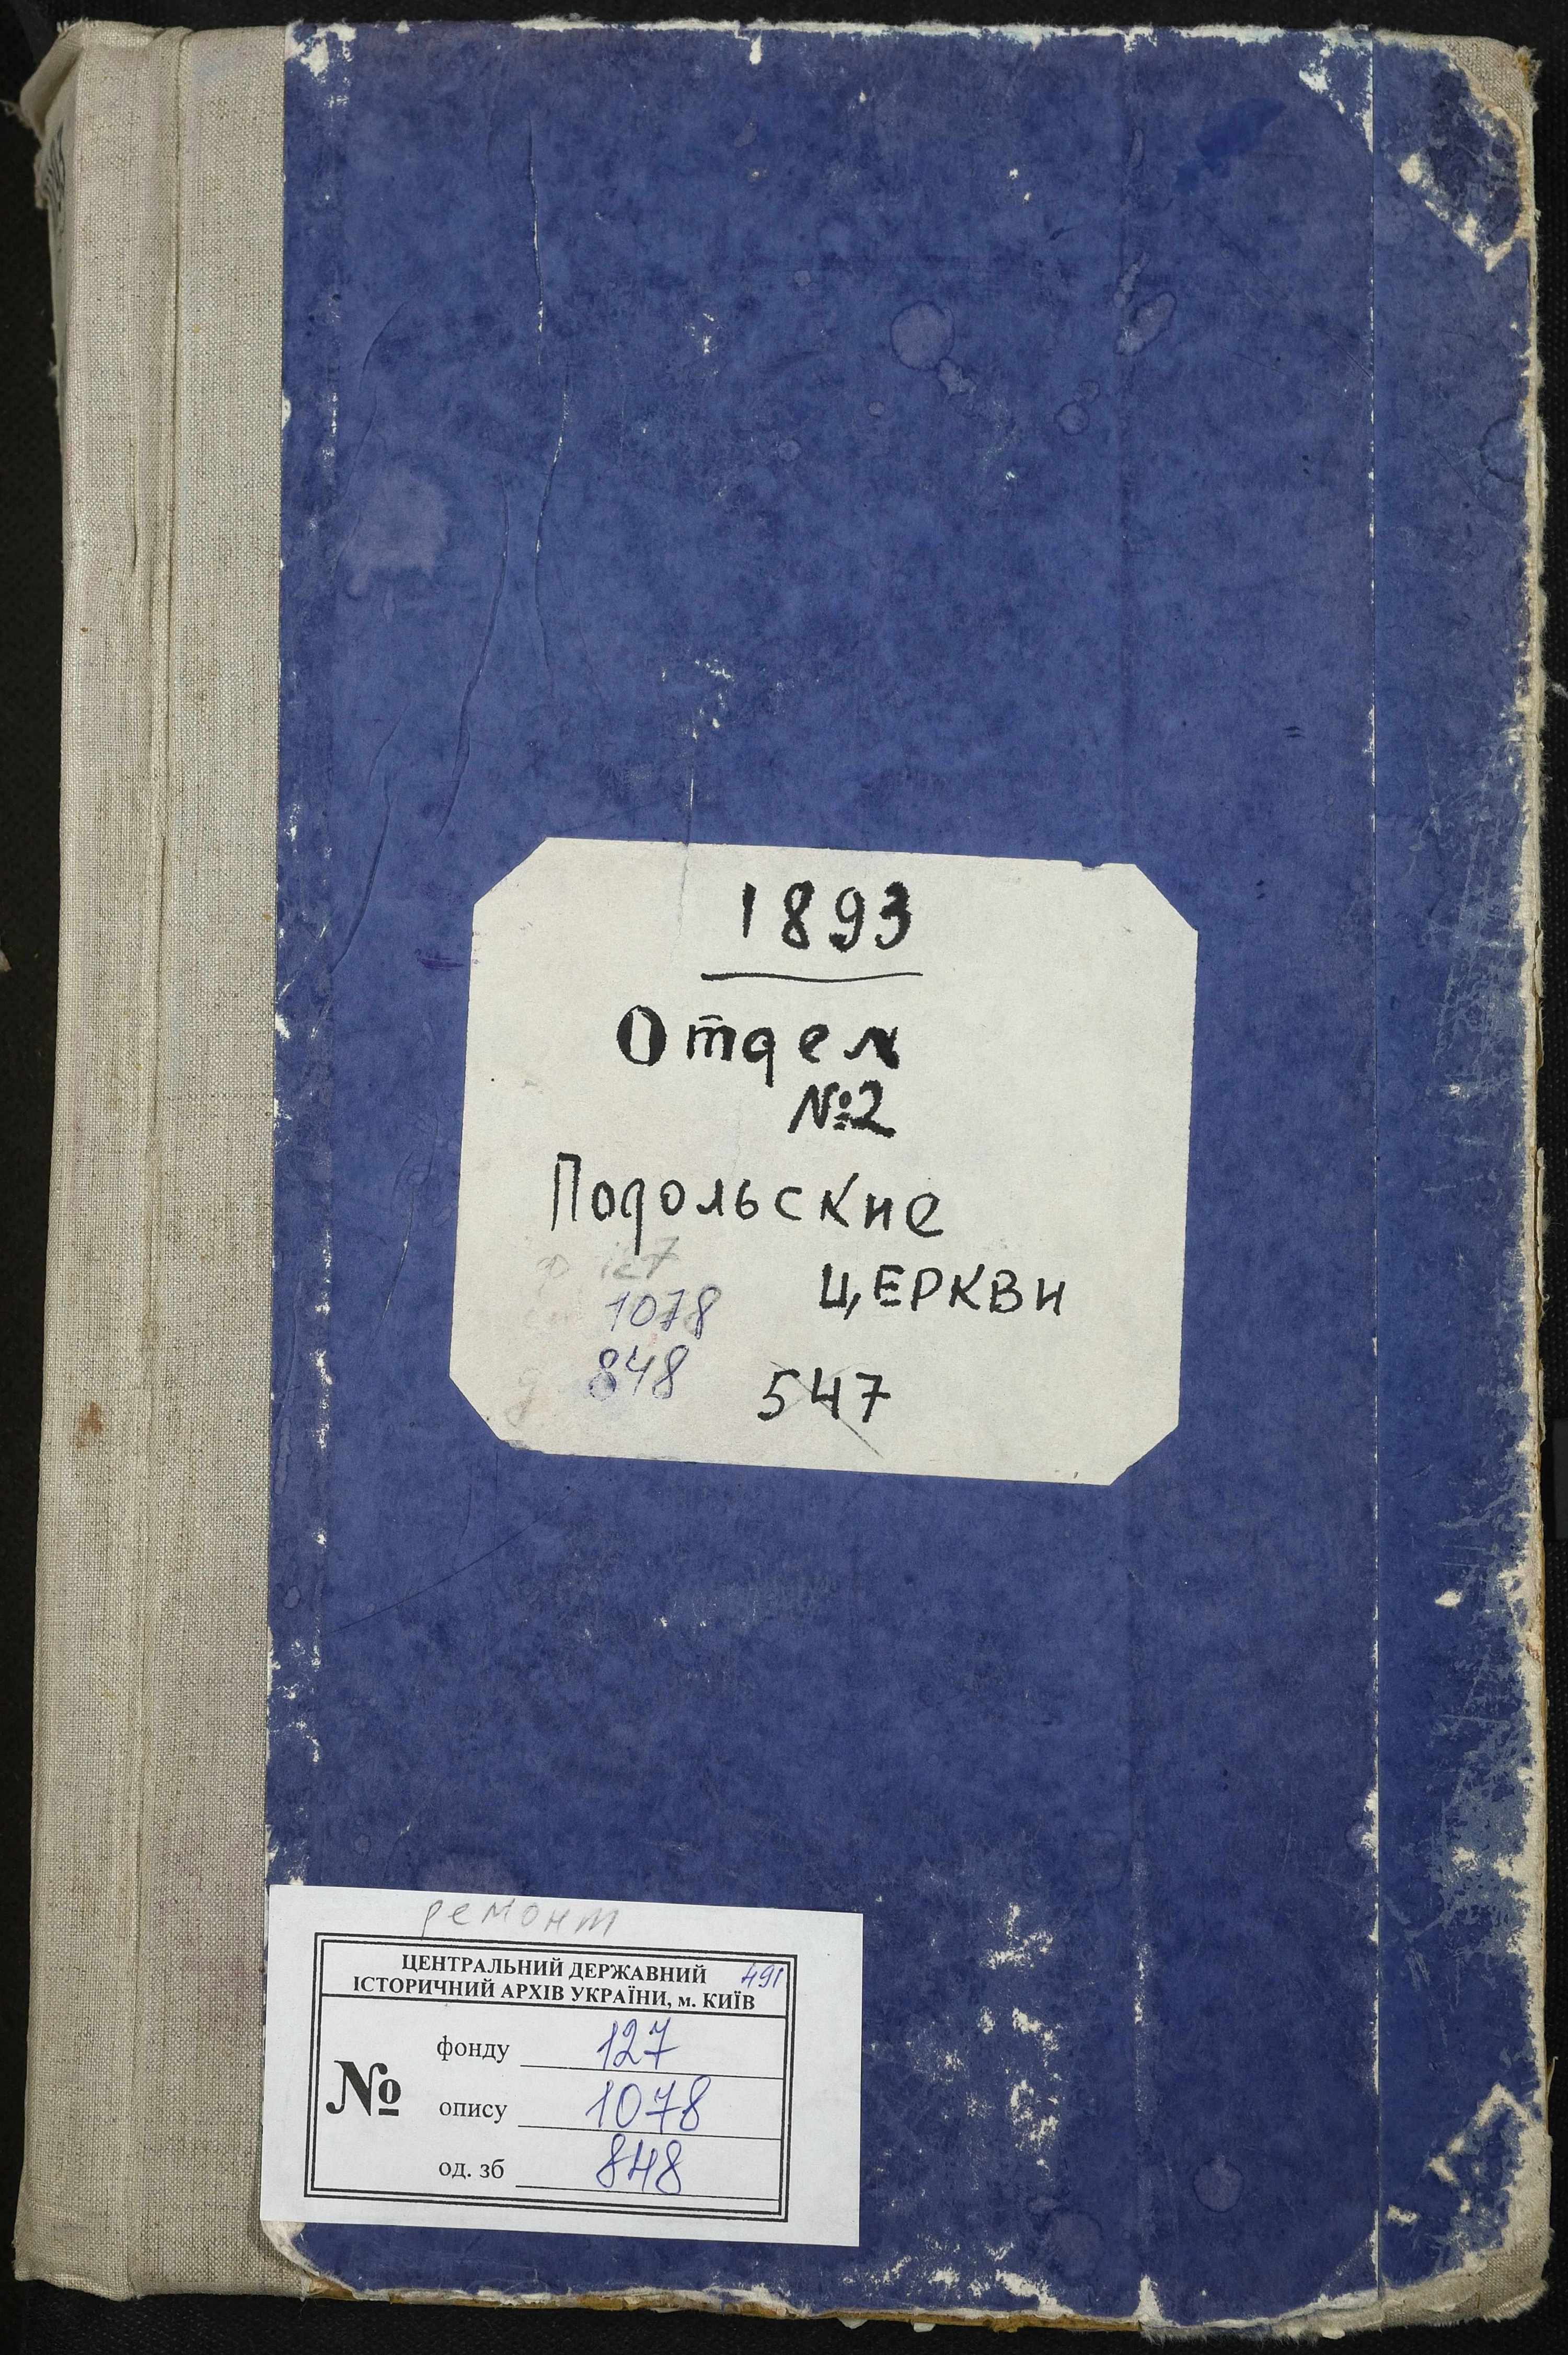 1893
Отдел
№2
Подольские
церкви
ф 127
1078
д 848
547
ремонт
ЦЕНТРАЛЬНИЙ ДЕРЖАВНИЙ 491
ІСТОРИЧНИЙ АРХІВ УКРАЇНИ, м. КИЇВ
№
фонду 127
опису 1078
од. зб 848